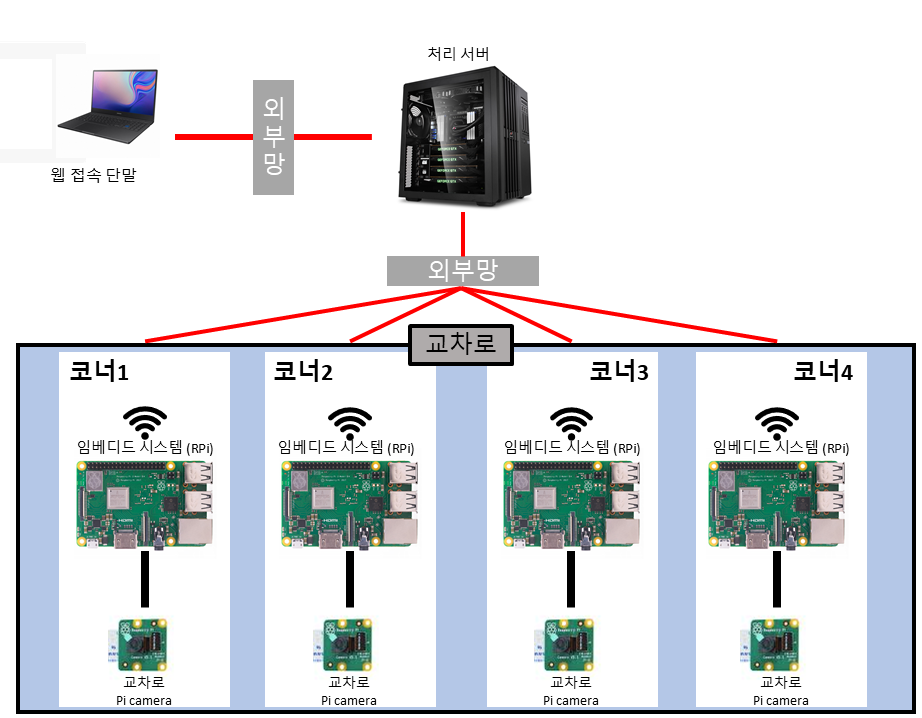 처리 서버
외
부
망
웹 접속 단말
외부망
교차로
코너1
코너2
코너3
코너4
임베디드 시스템 (RPi)
임베디드 시스템 (RPi)
임베디드 시스템 (RPi)
임베디드 시스템 (RPi)
교차로
Pi camera
교차로
Pi camera
교차로
Pi camera
교차로
Pi camera